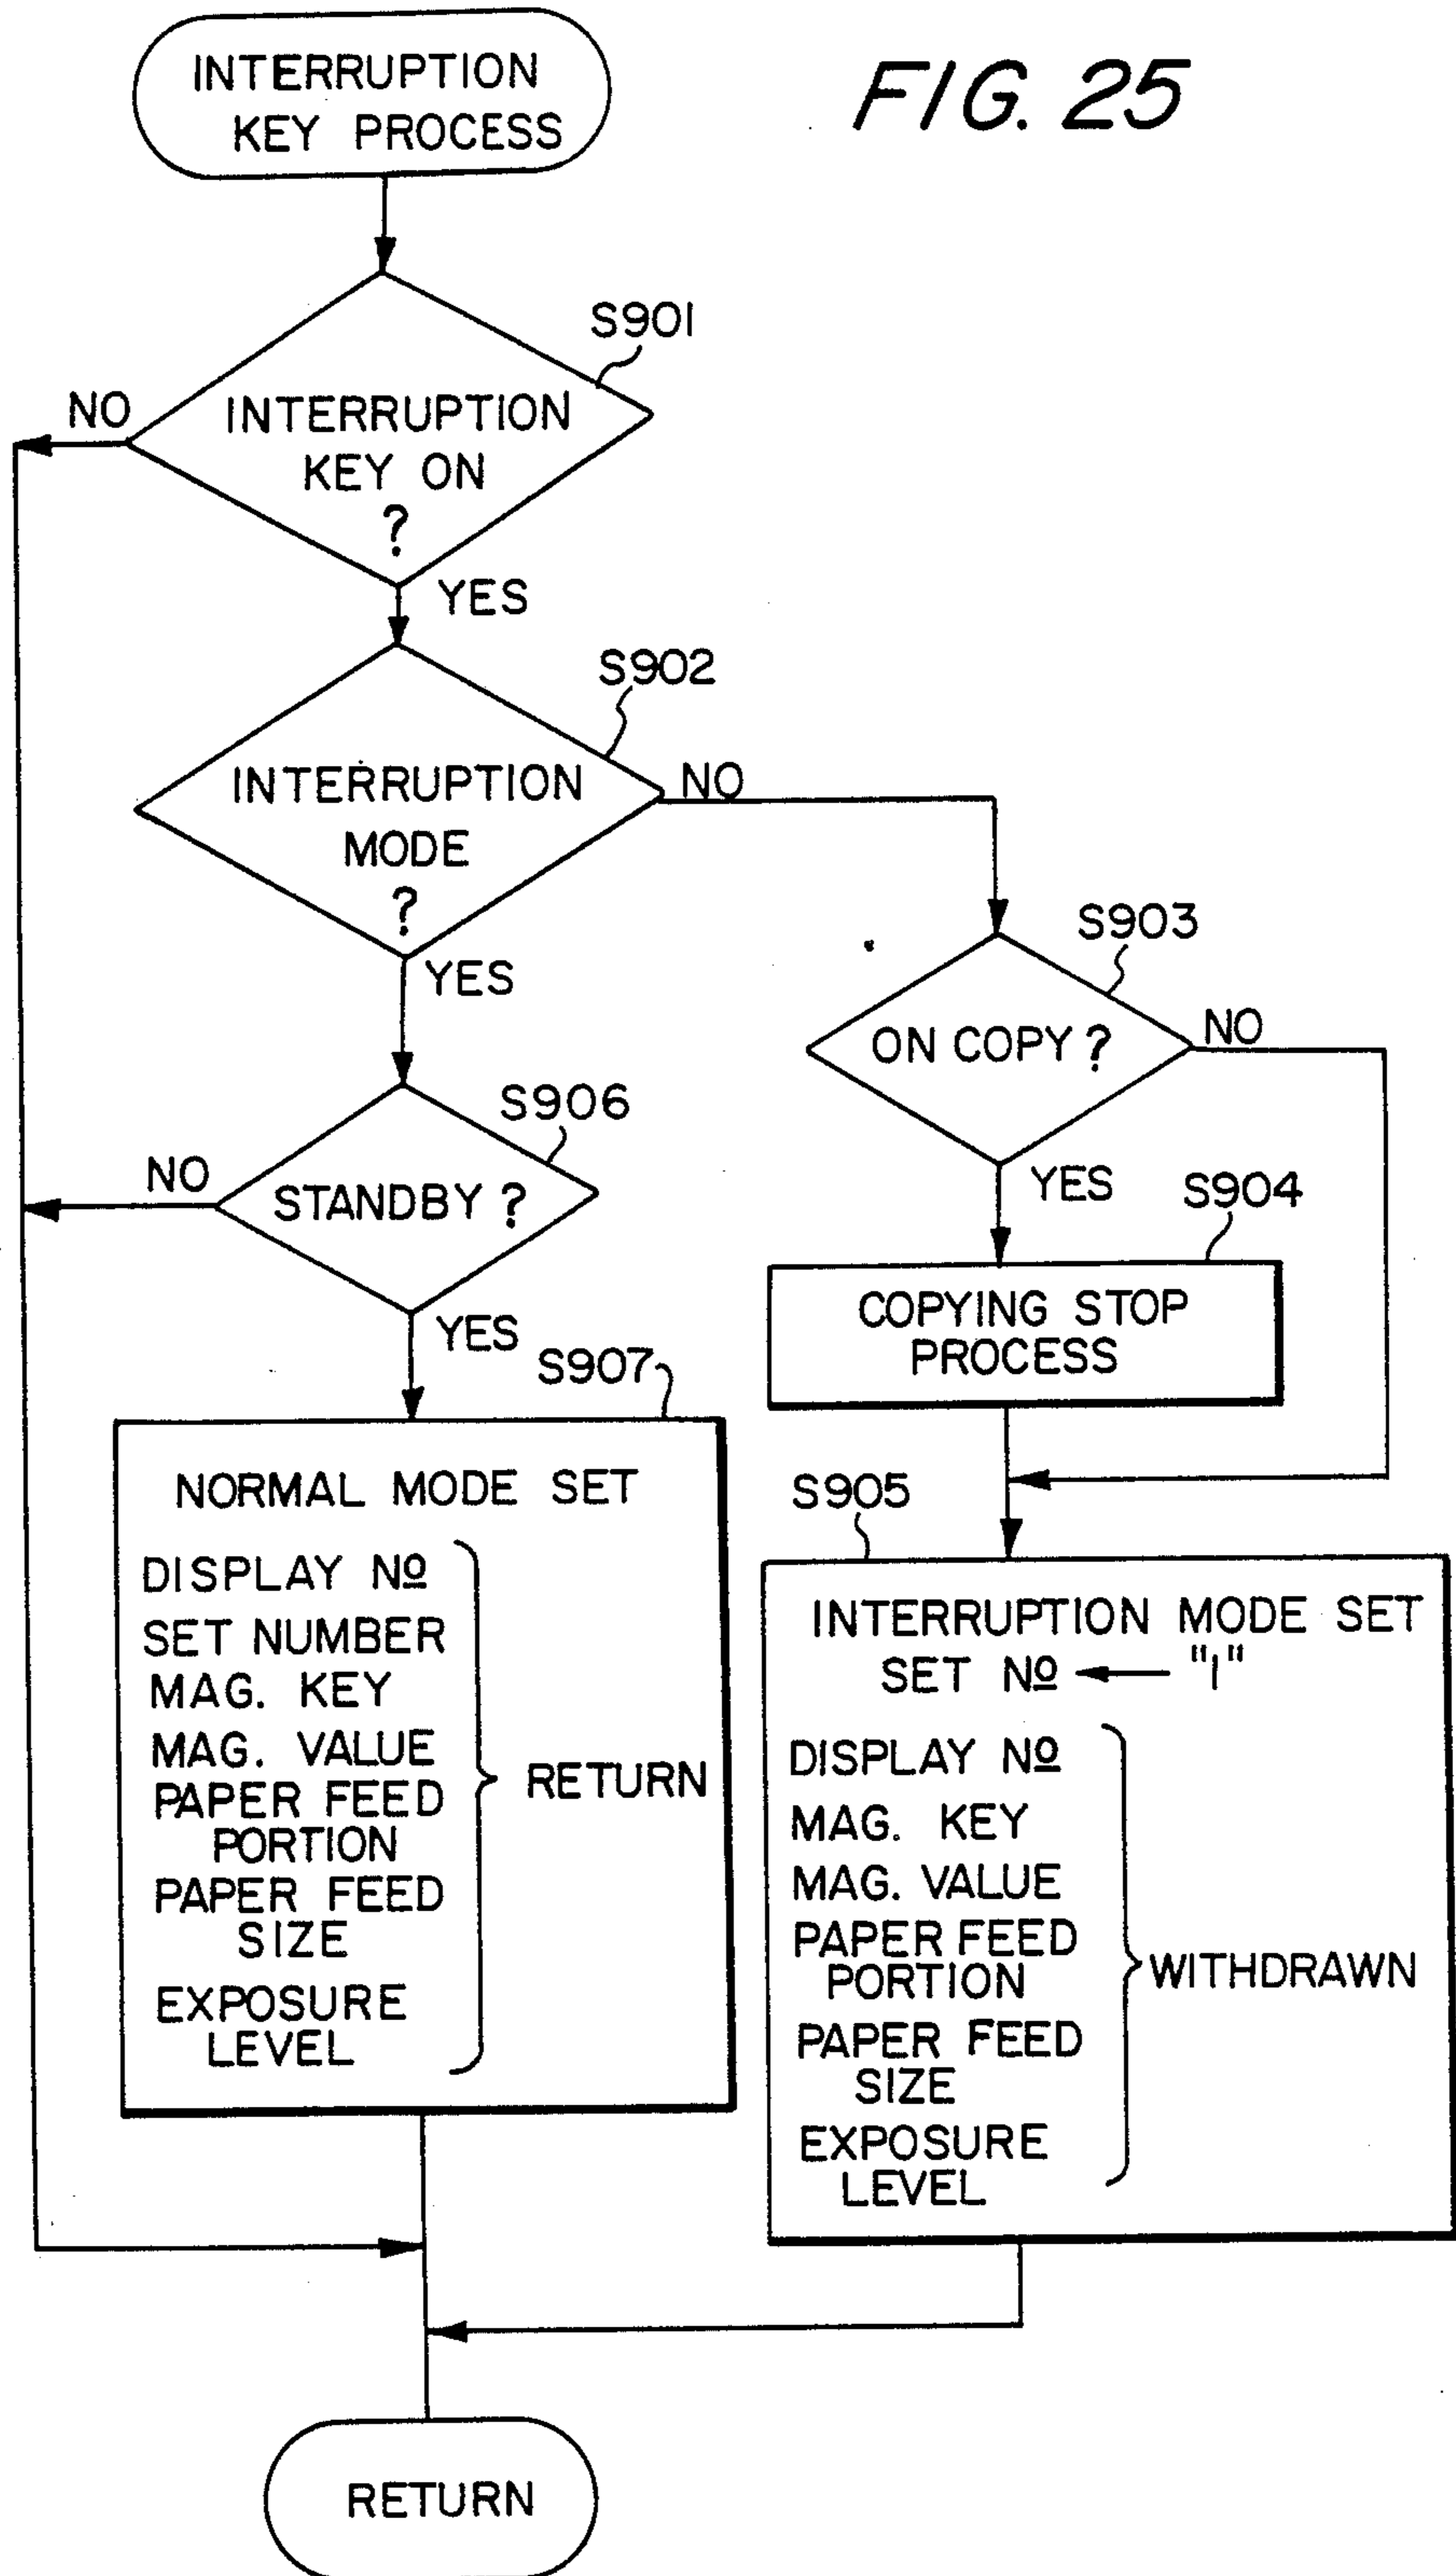 FIG. 25
INTERRUPTION
KEY PROCESS
S901
NO
INTERRUPTION
KEY ON
?
YES
S902
INTERRUPTION
MODE
?
NO
YES
S903
ON COPY ?
NO
YES
S904
COPYING STOP
PROCESS
S906
NO
STANDBY ?
YES
S907
NORMAL MODE SET
DISPLAY Nº
SET NUMBER
MAG. KEY
MAG. VALUE
PAPER FEED
PORTION
PAPER FEED
SIZE
EXPOSURE
LEVEL
RETURN
S905
INTERRUPTION MODE SET
SET Nº ← "1"
DISPLAY Nº
MAG. KEY
MAG. VALUE
PAPER FEED
PORTION
PAPER FEED
SIZE
EXPOSURE
LEVEL
WITHDRAWN
RETURN